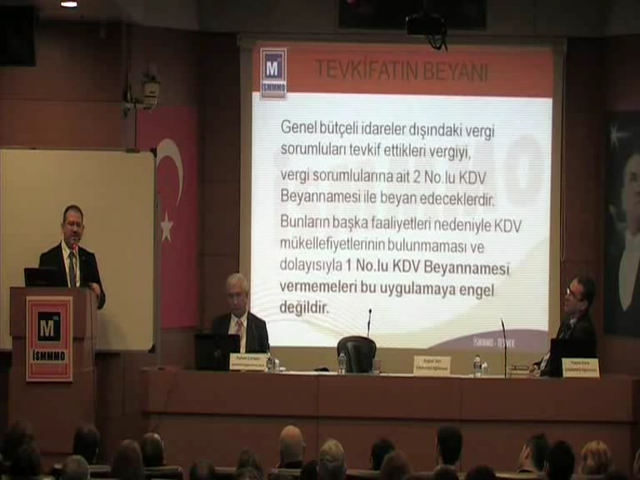 M
İSMMMO
TEVKİFATIN BEYANI
Genel bütçeli idareler dışındaki vergi
sorumluları tevkif ettikleri vergiyi,
vergi sorumlularına ait 2 No.lu KDV
Beyannamesi ile beyan edeceklerdir.
Bunların başka faaliyetleri nedeniyle KDV
mükellefiyetlerinin bulunmaması ve
dolayısıyla 1 No.lu KDV Beyannamesi
vermemeleri bu uygulamaya engel
değildir.
M
İSMMMO